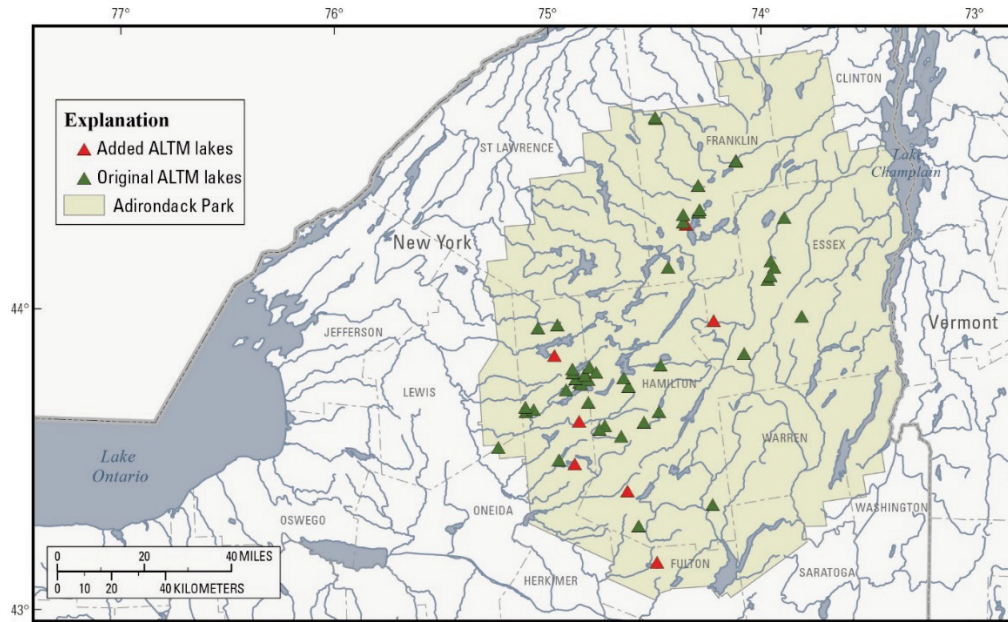 77°
76°
75°
74°
73°
Explanation
Added ALTM lakes
Original ALTM lakes
Adirondack Park
CLINTON
FRANKLIN
ST LAWRENCE
Lake
Champlain
New York
ESSEX
44°
JEFFERSON
Vermont
LEWIS
HAMILTON
WARREN
Lake
Ontario
ONEIDA
WASHINGTON
OSWEGO
0 20 40 MILES
0 10 20 40 KILOMETERS
HERKIMER
FULTON
SARATOGA
43°